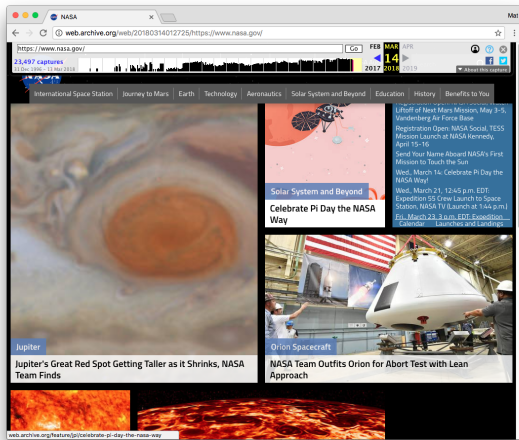 NASA
Mat
web.archive.org/web/20180314012725/https://www.nasa.gov/
https://www.nasa.gov/
Go
FEB MAR APR
14
2017 2018 2019
23,497 captures
31 Dec 1996 - 13 Mar 2018
About this capture
International Space Station
Journey to Mars
Earth
Technology
Aeronautics
Solar System and Beyond
Education
History
Benefits to You
Liftoff of Next Mars Mission, May 3–5,
Vandenberg Air Force Base
Registration Open: NASA Social, TESS
Mission Launch at NASA Kennedy,
April 15-16
Send Your Name Aboard NASA's First
Mission to Touch the Sun
Wed., March 14: Celebrate Pi Day the
NASA Way!
Wed., March 21, 12:45 p.m. EDT:
Expedition 55 Crew Launch to Space
Station, NASA TV (Launch at 1:44 p.m.)
Fri., March 23, 3 p.m. EDT: Expedition
Calendar
Launches and Landings
Solar System and Beyond
Celebrate Pi Day the NASA
Way
Jupiter
Jupiter's Great Red Spot Getting Taller as it Shrinks, NASA
Team Finds
Orion Spacecraft
NASA Team Outfits Orion for Abort Test with Lean
Approach
web.archive.org/feature/jpl/celebrate-pi-day-the-nasa-way